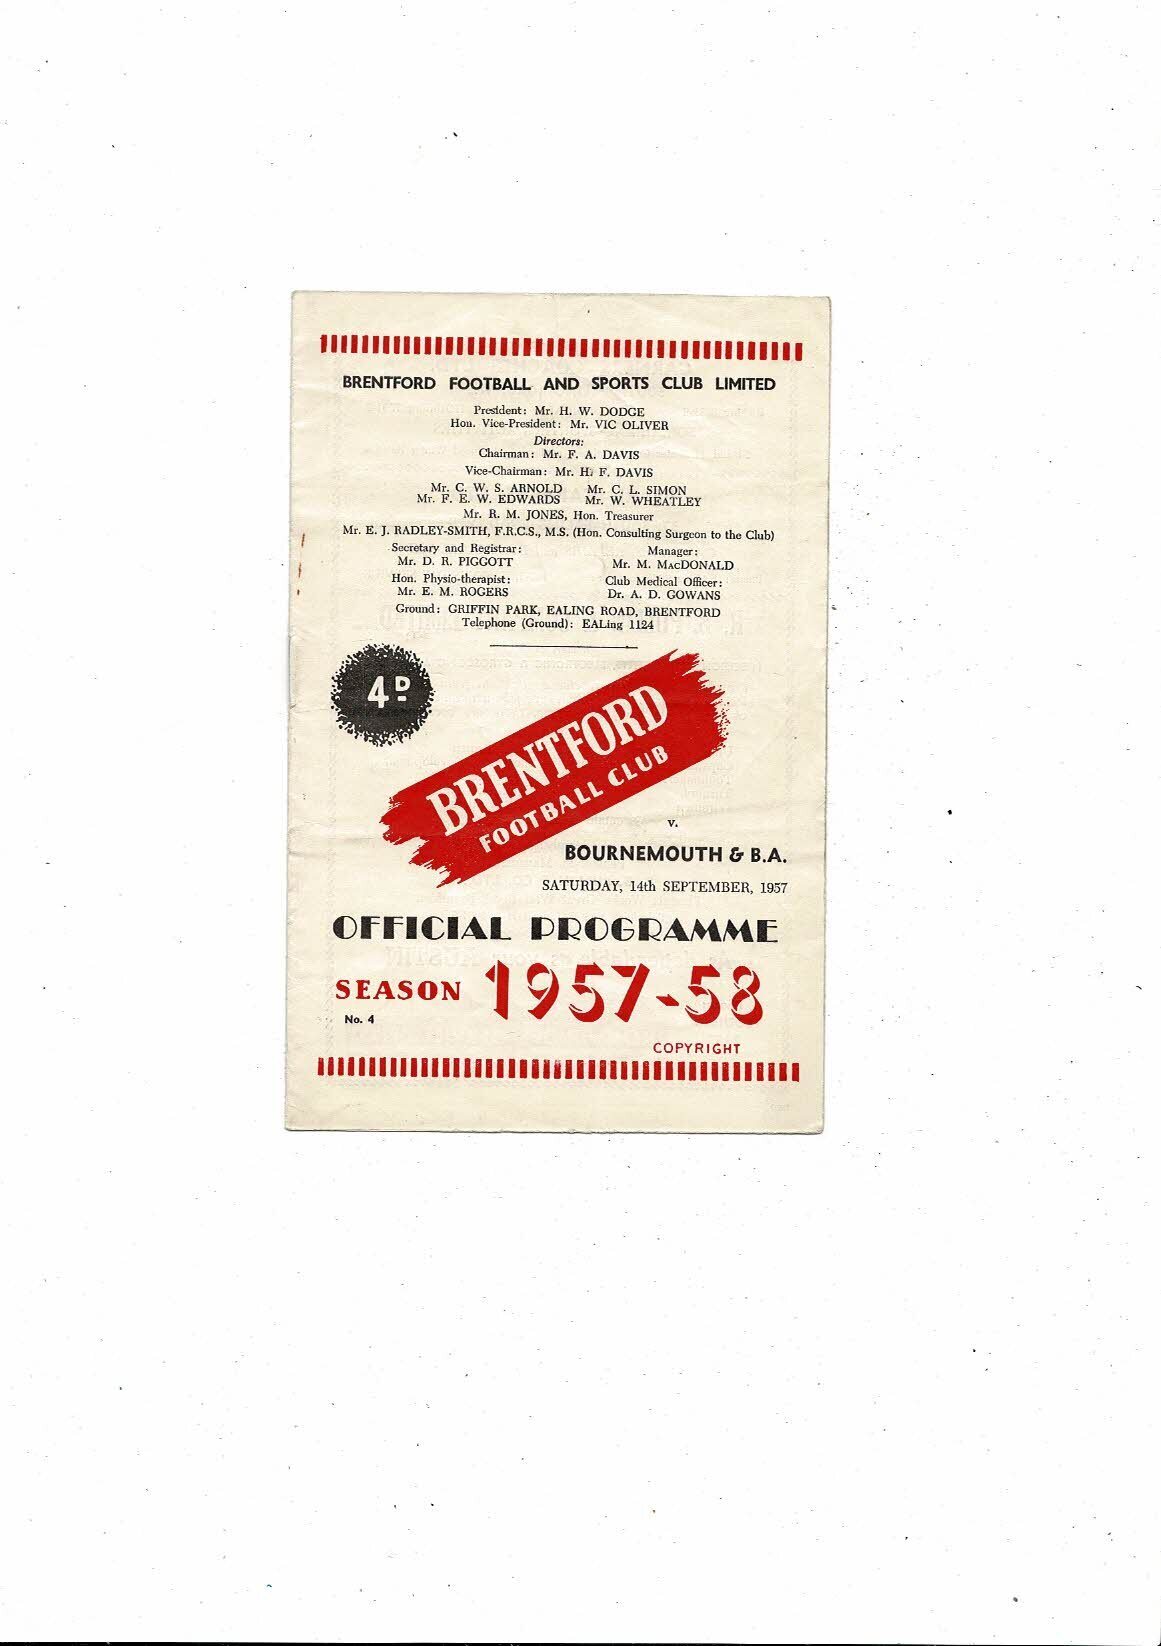 BRENTFORD FOOTBALL AND SPORTS CLUB LIMITED
President: Mr. H. W. DODGE
Hon. Vice-President: Mr. VIC OLIVER
Directors:
Chairman: Mr. F. A. DAVIS
Vice-Chairman: Mr. H. F. DAVIS
Mr. C. W. S. ARNOLD Mr. C. L. SIMON
Mr. F. E. W. EDWARDS Mr. W. WHEATLEY
Mr. R. M. JONES, Hon. Treasurer
Mr. E. J. RADLEY-SMITH, F.R.C.S., M.S. (Hon. Consulting Surgeon to the Club)
Secretary and Registrar: Manager:
Mr. D. R. PIGGOTT Mr. M. MACDONALD
Hon. Physio-therapist: Club Medical Officer:
Mr. E. M. ROGERS Dr. A. D. GOWANS
Ground: GRIFFIN PARK, EALING ROAD, BRENTFORD
Telephone (Ground): EALing 1124
4D
BRENTFORD
FOOTBALL CLUB
v.
BOURNEMOUTH & B.A.
SATURDAY, 14th SEPTEMBER, 1957
OFFICIAL PROGRAMME
SEASON 1957-58
No. 4
COPYRIGHT